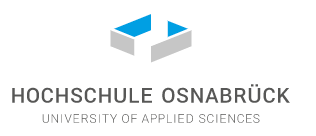 HOCHSCHULE OSNABRÜCK
UNIVERSITY OF APPLIED SCIENCES